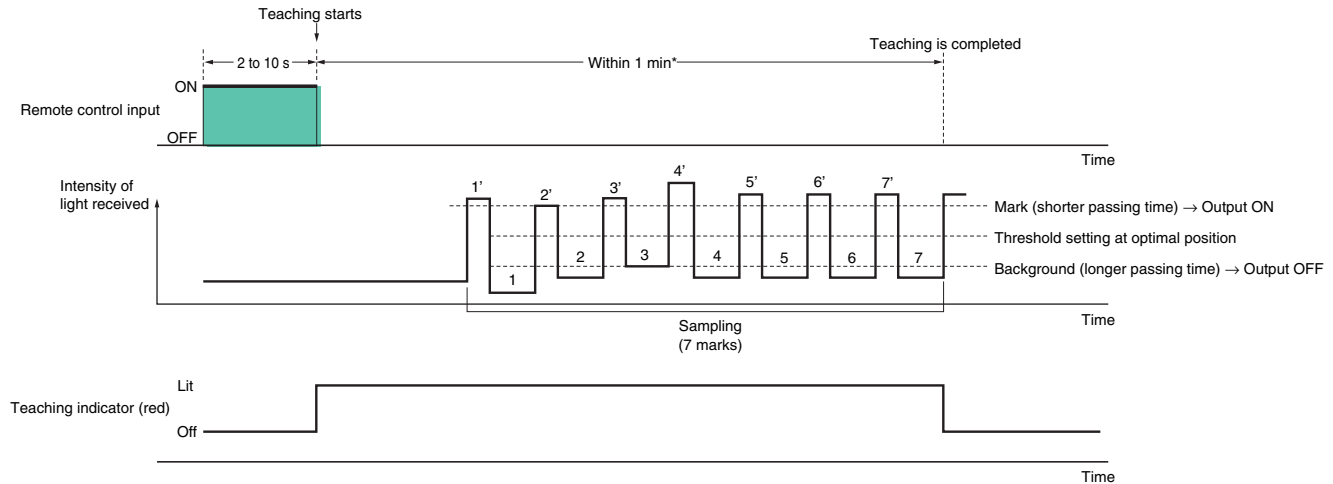 Teaching starts
Teaching is completed
2 to 10 s
Within 1 min*
ON
Remote control input
OFF
Time
Intensity of
light received
1’
2’
3’
4’
5’
6’
7’
Mark (shorter passing time) → Output ON
Threshold setting at optimal position
Background (longer passing time) → Output OFF
1
2
3
4
5
6
7
Time
Sampling
(7 marks)
Lit
Teaching indicator (red)
Off
Time